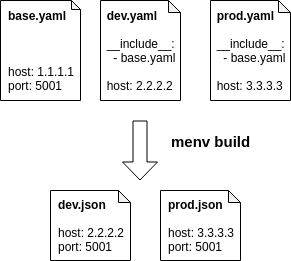 base.yaml
host: 1.1.1.1
port: 5001
dev.yaml
__include__:
  - base.yaml
host: 2.2.2.2
prod.yaml
__include__:
  - base.yaml
host: 3.3.3.3
menv build
dev.json
host: 2.2.2.2
port: 5001
prod.json
host: 3.3.3.3
port: 5001